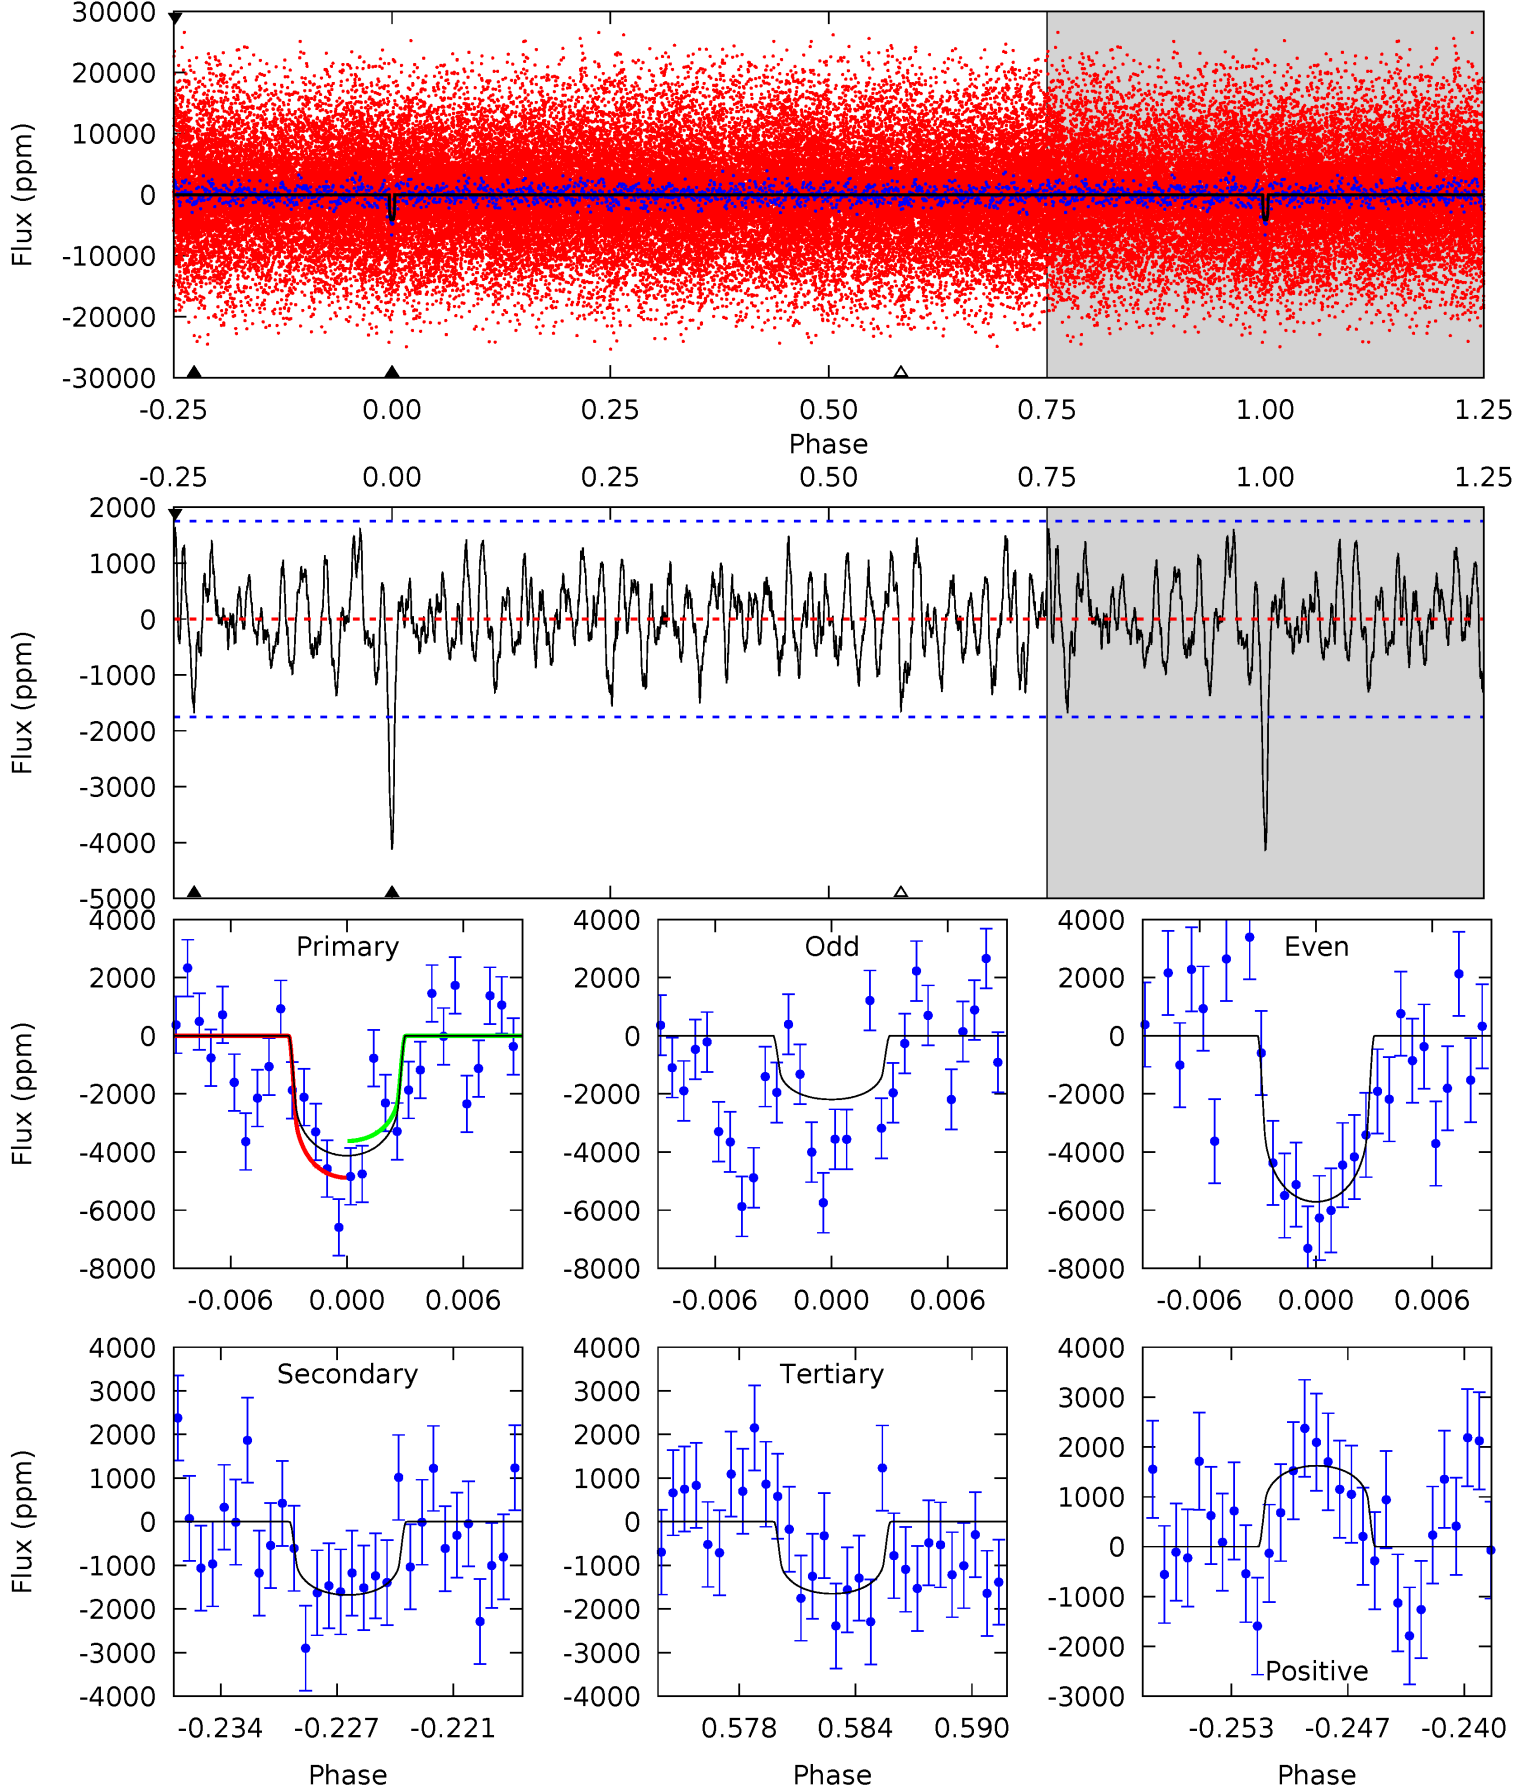 30000
20000
10000
0
-10000
-20000
-30000
Flux (ppm)
-0.25 0.00 0.25 0.50 0.75 1.00 1.25
Phase
-0.25 0.00 0.25 0.50 0.75 1.00 1.25
2000
1000
0
-1000
-2000
-3000
-4000
-5000
Flux (ppm)
Primary Odd Even
4000 4000 4000
2000 2000 2000
0 0 0
-2000 -2000 -2000
-4000 -4000 -4000
-6000 -6000 -6000
-8000 -8000 -8000
Flux (ppm)
-0.006 0.000 0.006 -0.006 0.000 0.006 -0.006 0.000 0.006
Secondary Tertiary Positive
4000 4000 4000
3000 3000 3000
2000 2000 2000
1000 1000 1000
0 0 0
-1000 -1000 -1000
-2000 -2000 -2000
-3000 -3000 -3000
-4000 -4000
Flux (ppm)
-0.234 -0.227 -0.221 0.578 0.584 0.590 -0.253 -0.247 -0.240
Phase Phase Phase